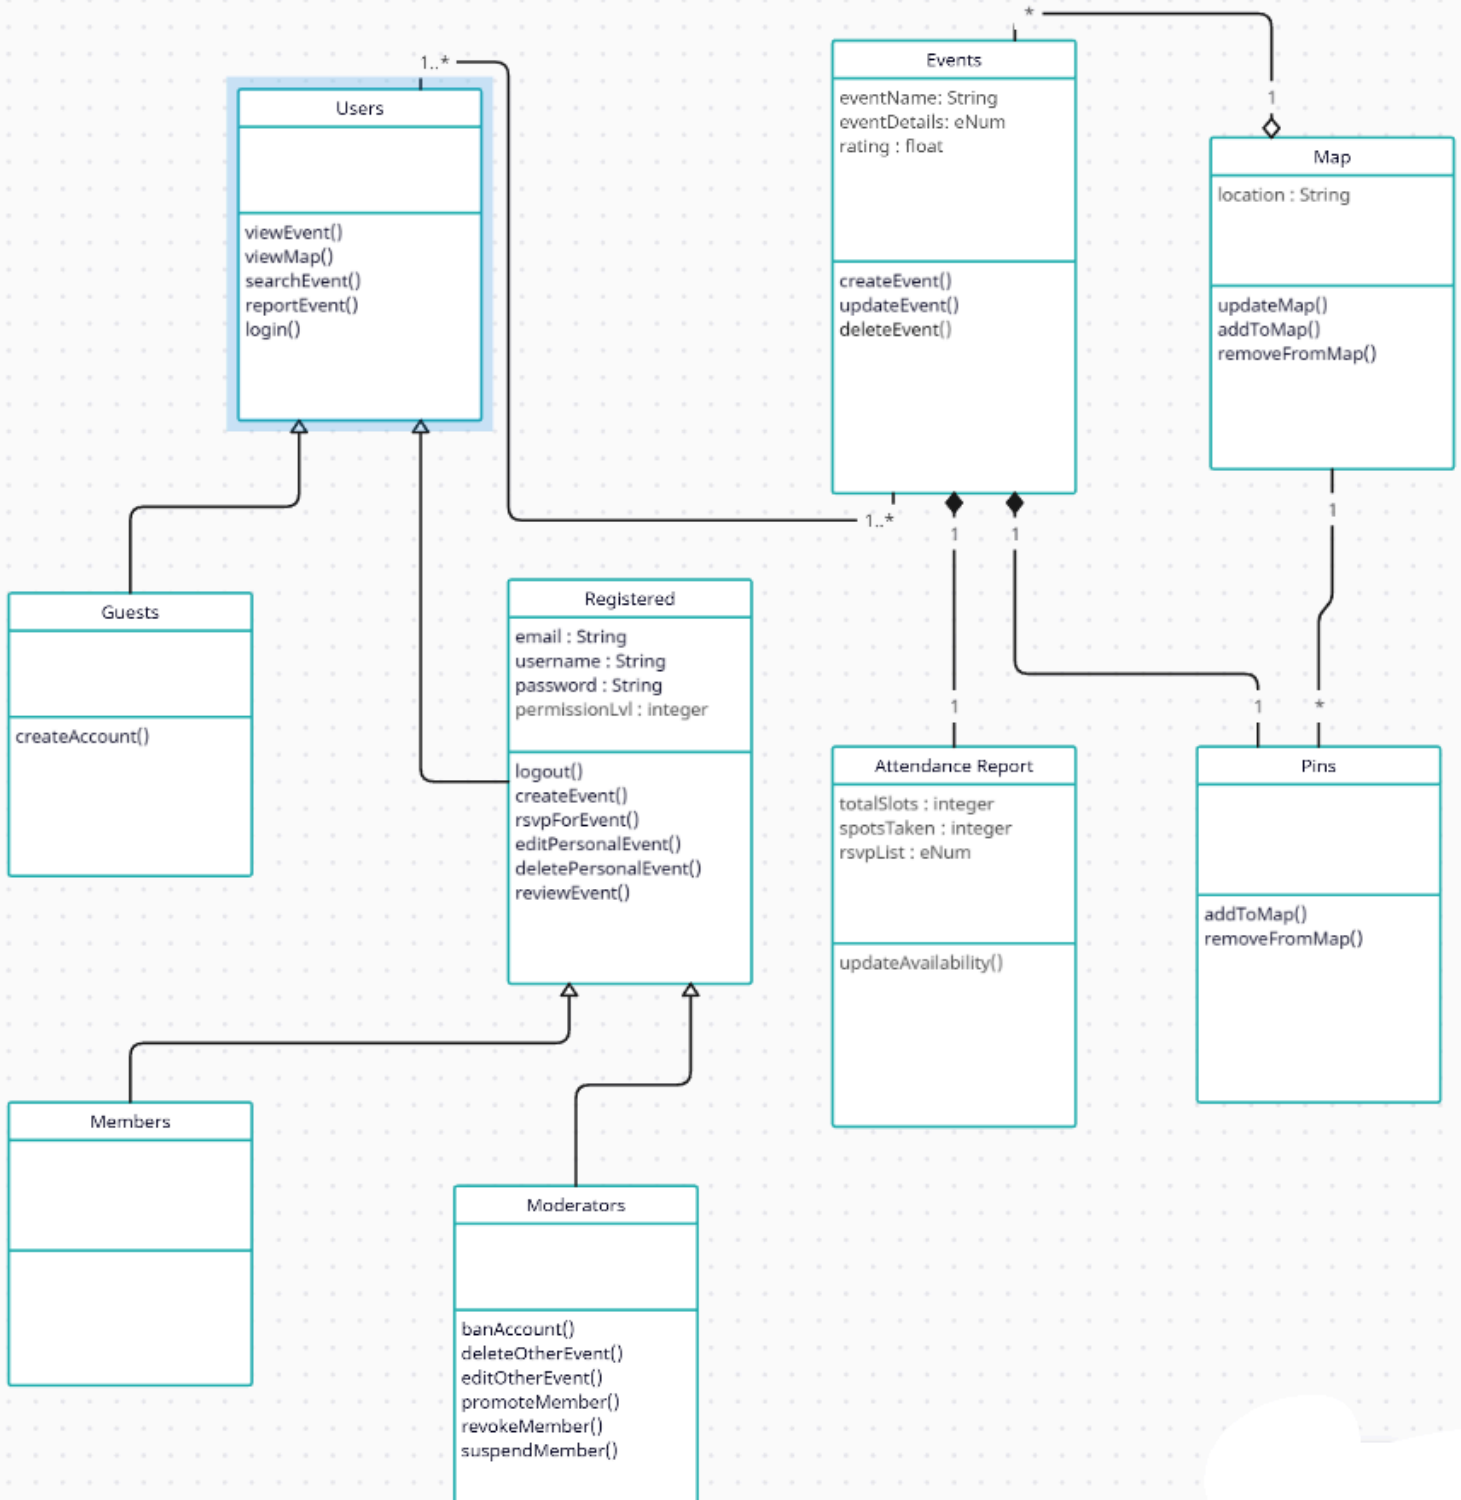 1..*
Users
viewEvent()
viewMap()
searchEvent()
reportEvent()
login()
*
Events
eventName: String
eventDetails: eNum
rating : float
createEvent()
updateEvent()
deleteEvent()
1..*
1
1
1
Map
location : String
updateMap()
addToMap()
removeFromMap()
1
Guests
createAccount()
Registered
email : String
username : String
password : String
permissionLvl : integer
logout()
createEvent()
rsvpForEvent()
editPersonalEvent()
deletePersonalEvent()
reviewEvent()
1
1
*
Attendance Report
totalSlots : integer
spotsTaken : integer
rsvpList : eNum
updateAvailability()
Pins
addToMap()
removeFromMap()
Members
Moderators
banAccount()
deleteOtherEvent()
editOtherEvent()
promoteMember()
revokeMember()
suspendMember()